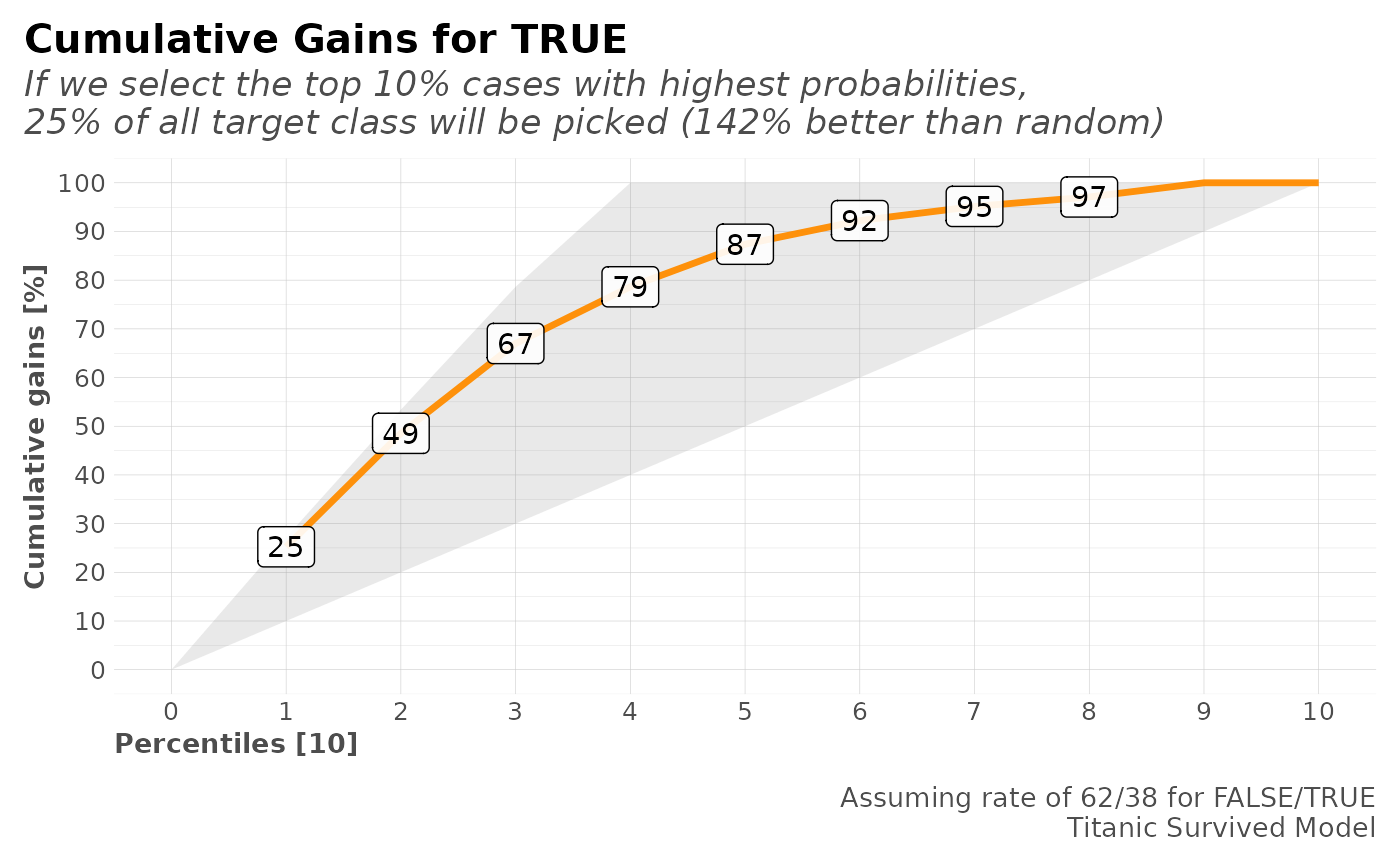 Cumulative Gains for TRUE
If we select the top 10% cases with highest probabilities,
25% of all target class will be picked (142% better than random)
Cumulative gains [%]
100
90
80
70
60
50
40
30
20
10
0
25
49
67
79
87
92
95
97
0 1 2 3 4 5 6 7 8 9 10
Percentiles [10]
Assuming rate of 62/38 for FALSE/TRUE
Titanic Survived Model